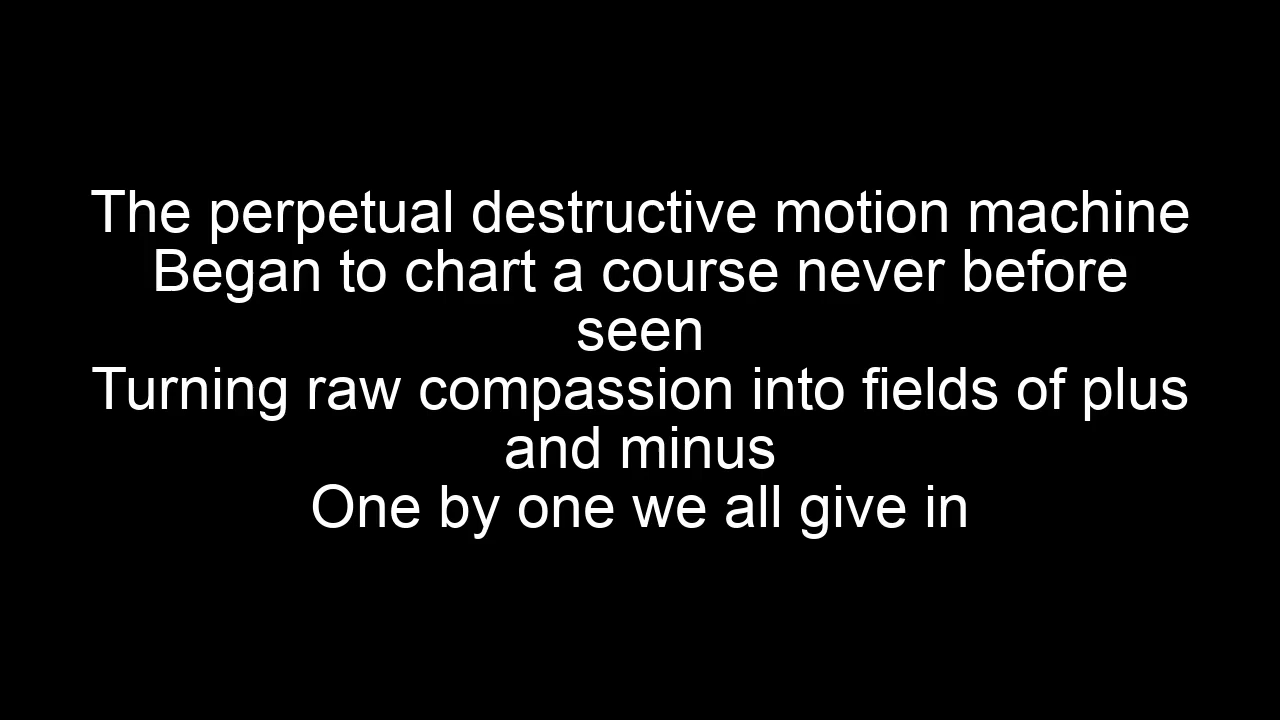 The perpetual destructive motion machine
Began to chart a course never before
seen
Turning raw compassion into fields of plus
and minus
One by one we all give in